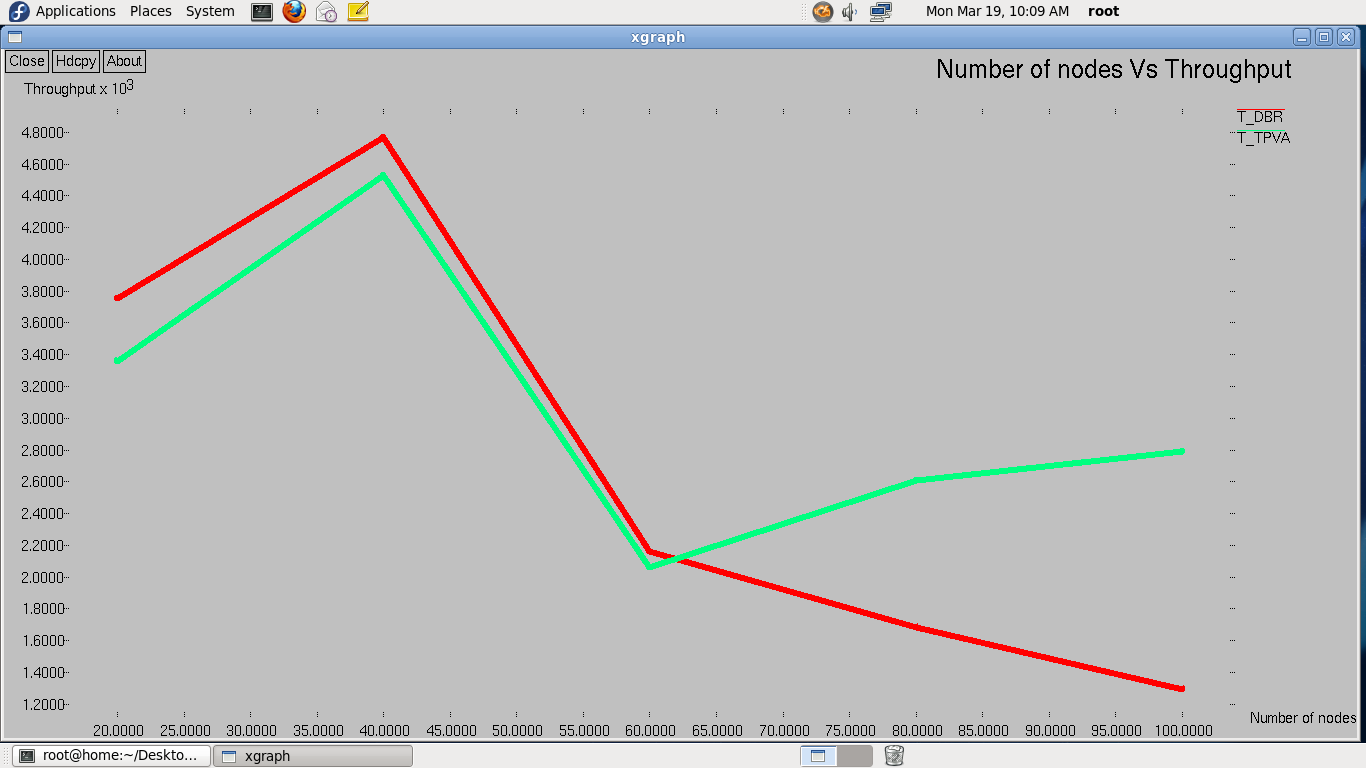 Applications Places System Mon Mar 19, 10:09 AM root
xgraph
Close Hdcpy About
Number of nodes Vs Throughput
Throughput x 10³
T_DBR
T_TPVA
4.8000
4.6000
4.4000
4.2000
4.0000
3.8000
3.6000
3.4000
3.2000
3.0000
2.8000
2.6000
2.4000
2.2000
2.0000
1.8000
1.6000
1.4000
1.2000
Number of nodes
20.0000 25.0000 30.0000 35.0000 40.0000 45.0000 50.0000 55.0000 60.0000 65.0000 70.0000 75.0000 80.0000 85.0000 90.0000 95.0000 100.0000
root@home:~/Deskto... xgraph